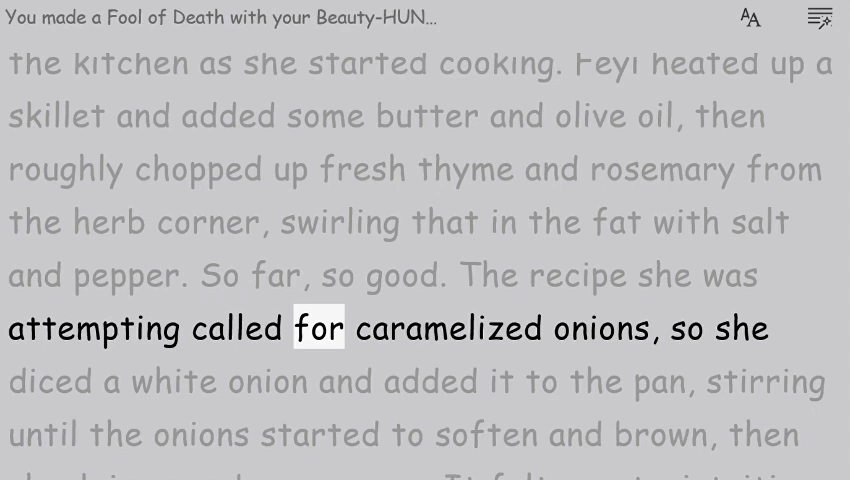 You made a Fool of Death with your Beauty-HUN...
AA
the kitchen as she started cooking. Feyi heated up a
skillet and added some butter and olive oil, then
roughly chopped up fresh thyme and rosemary from
the herb corner, swirling that in the fat with salt
and pepper. So far, so good. The recipe she was
attempting called for caramelized onions, so she
diced a white onion and added it to the pan, stirring
until the onions started to soften and brown, then